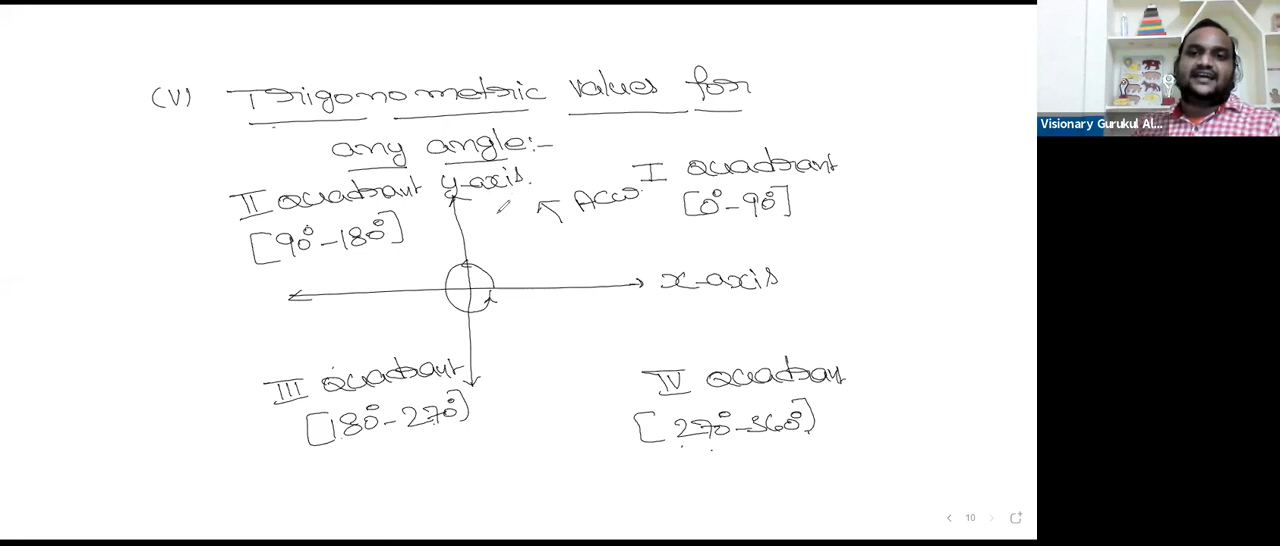 (V) Trigonometric values for
any angle:-
II quadrant
[90°-180°]
y-axis.
ACW
I quadrant
[0°-90°]
x-axis
III quadrant
[180°-270°]
IV quadrant
[270°-360°]
Visionary Gurukul Al...
10